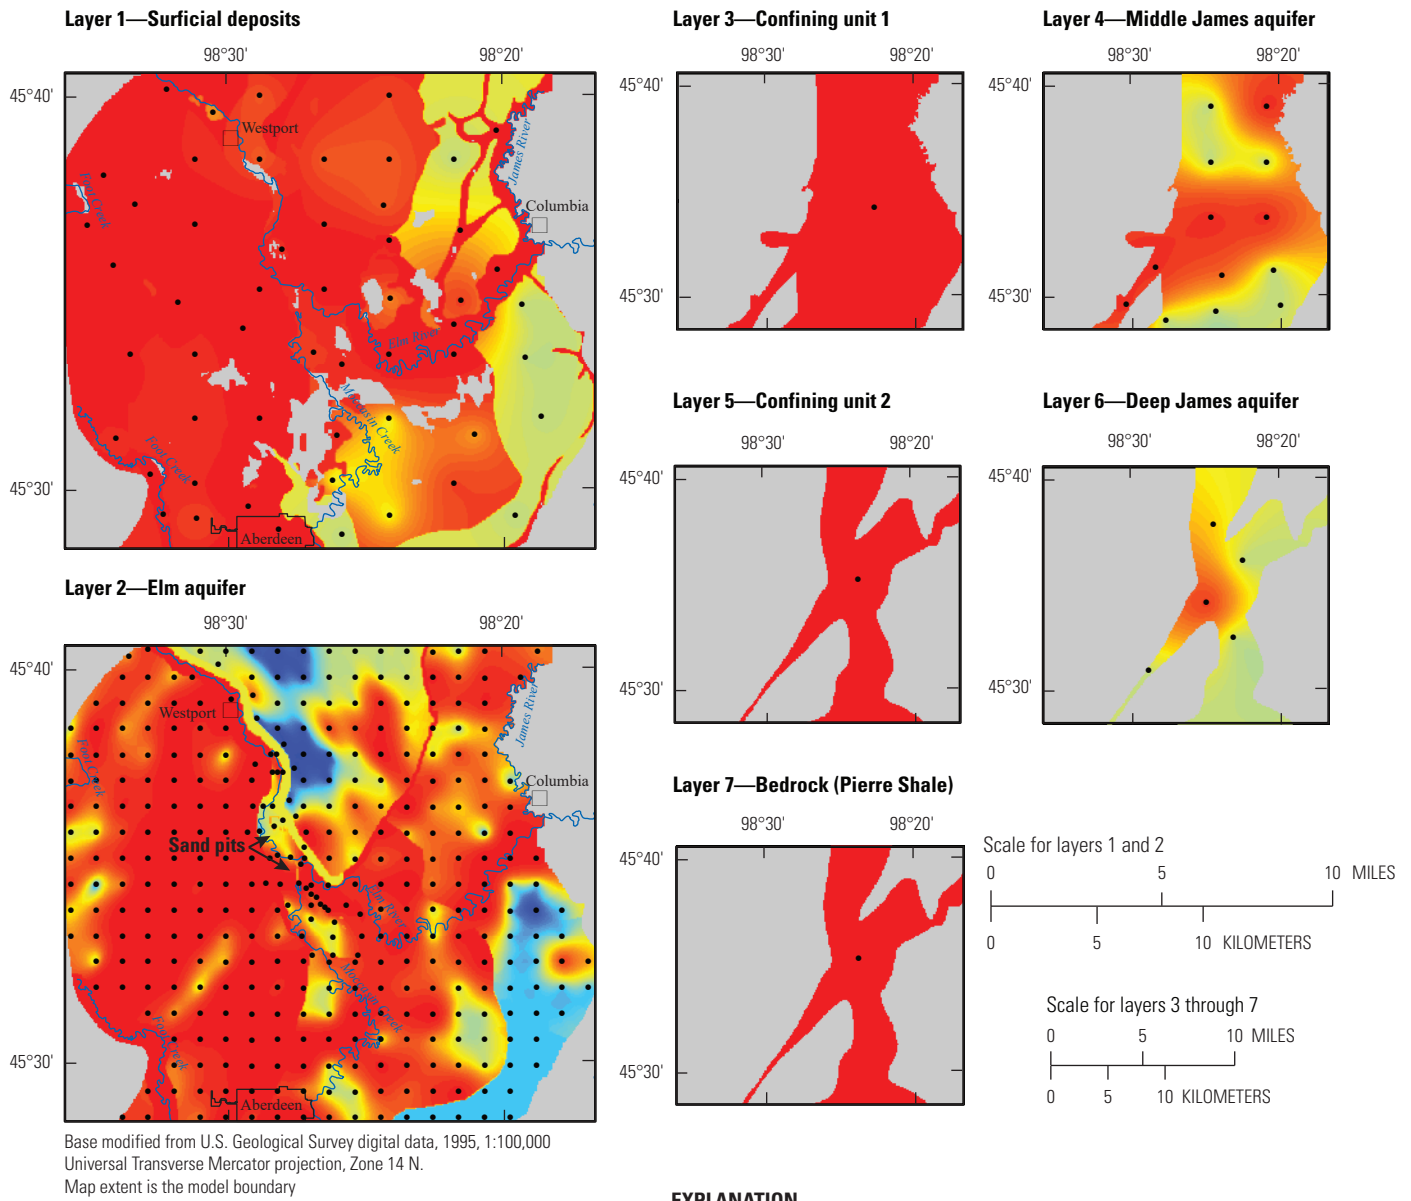 Layer 1—Surficial deposits
98°30' 98°20'
45°40'
Westport
James River
Foot Creek
Columbia
Elm River
Moccasin Creek
Foot Creek
45°30'
Aberdeen
Layer 2—Elm aquifer
98°30' 98°20'
45°40'
Westport
James River
Foot Creek
Columbia
Sand pits
Elm River
Moccasin Creek
Foot Creek
45°30'
Aberdeen
Base modified from U.S. Geological Survey digital data, 1995, 1:100,000
Universal Transverse Mercator projection, Zone 14 N.
Map extent is the model boundary
Layer 3—Confining unit 1
98°30' 98°20'
45°40'
45°30'
Layer 4—Middle James aquifer
98°30' 98°20'
45°40'
45°30'
Layer 5—Confining unit 2
98°30' 98°20'
45°40'
45°30'
Layer 6—Deep James aquifer
98°30' 98°20'
45°40'
45°30'
Layer 7—Bedrock (Pierre Shale)
98°30' 98°20'
45°40'
45°30'
Scale for layers 1 and 2
0 5 10 MILES
0 5 10 KILOMETERS
Scale for layers 3 through 7
0 5 10 MILES
0 5 10 KILOMETERS
EXPLANATION